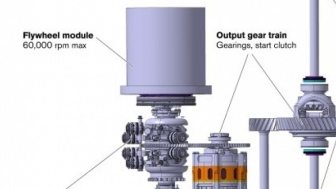 Flywheel module
60,000 rpm max
Output gear train
Gearings, start clutch